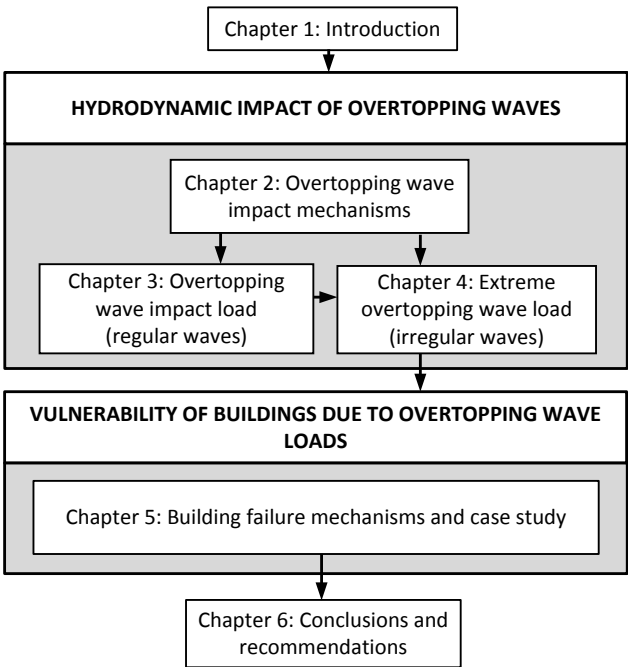 Chapter 1: Introduction
HYDRODYNAMIC IMPACT OF OVERTOPPING WAVES
Chapter 2: Overtopping wave
impact mechanisms
Chapter 3: Overtopping
wave impact load
(regular waves)
Chapter 4: Extreme
overtopping wave load
(irregular waves)
VULNERABILITY OF BUILDINGS DUE TO OVERTOPPING WAVE
LOADS
Chapter 5: Building failure mechanisms and case study
Chapter 6: Conclusions and
recommendations